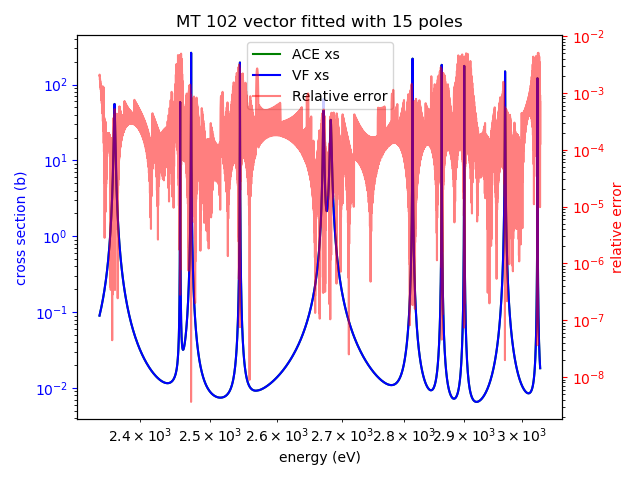 MT 102 vector fitted with 15 poles
ACE xs
VF xs
Relative error
cross section (b)
10²
10¹
10⁰
10⁻¹
10⁻²
relative error
10⁻²
10⁻³
10⁻⁴
10⁻⁵
10⁻⁶
10⁻⁷
10⁻⁸
2.4 × 10³ 2.5 × 10³ 2.6 × 10³ 2.7 × 10³ 2.8 × 10³ 2.9 × 10³ 3 × 10³
energy (eV)